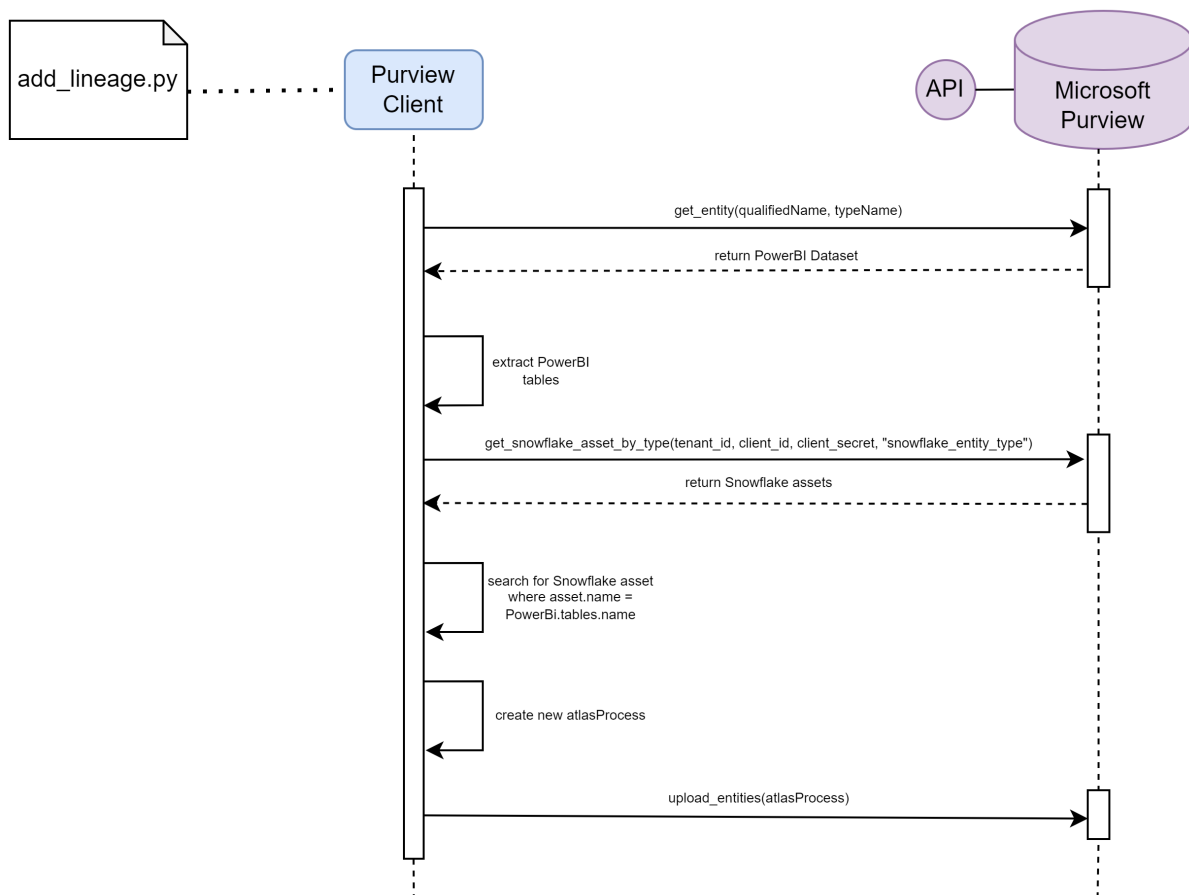 add_lineage.py
Purview
Client
API
Microsoft
Purview
get_entity(qualifiedName, typeName)
return PowerBI Dataset
extract PowerBI
tables
get_snowflake_asset_by_type(tenant_id, client_id, client_secret, "snowflake_entity_type")
return Snowflake assets
search for Snowflake asset
where asset.name =
PowerBi.tables.name
create new atlasProcess
upload_entities(atlasProcess)